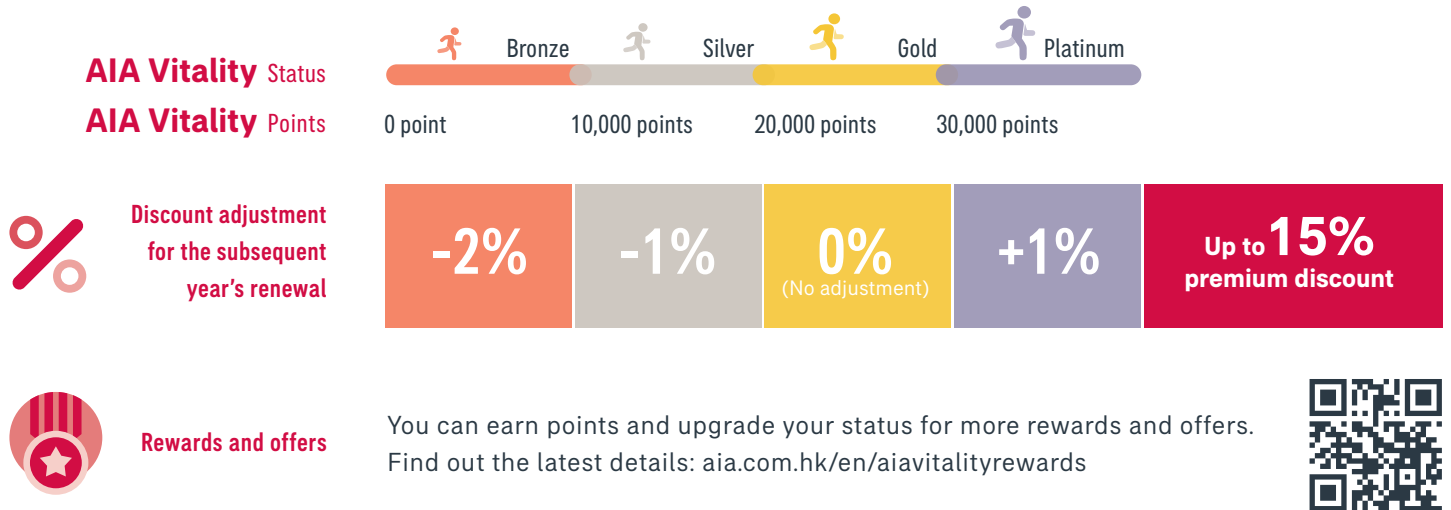 Bronze Silver Gold Platinum
AIA Vitality Status
AIA Vitality Points 0 point 10,000 points 20,000 points 30,000 points
Discount adjustment
for the subsequent
year’s renewal
-2% -1% 0% +1%
(No adjustment)
Up to 15%
premium discount
Rewards and offers
You can earn points and upgrade your status for more rewards and offers.
Find out the latest details: aia.com.hk/en/aiavitalityrewards